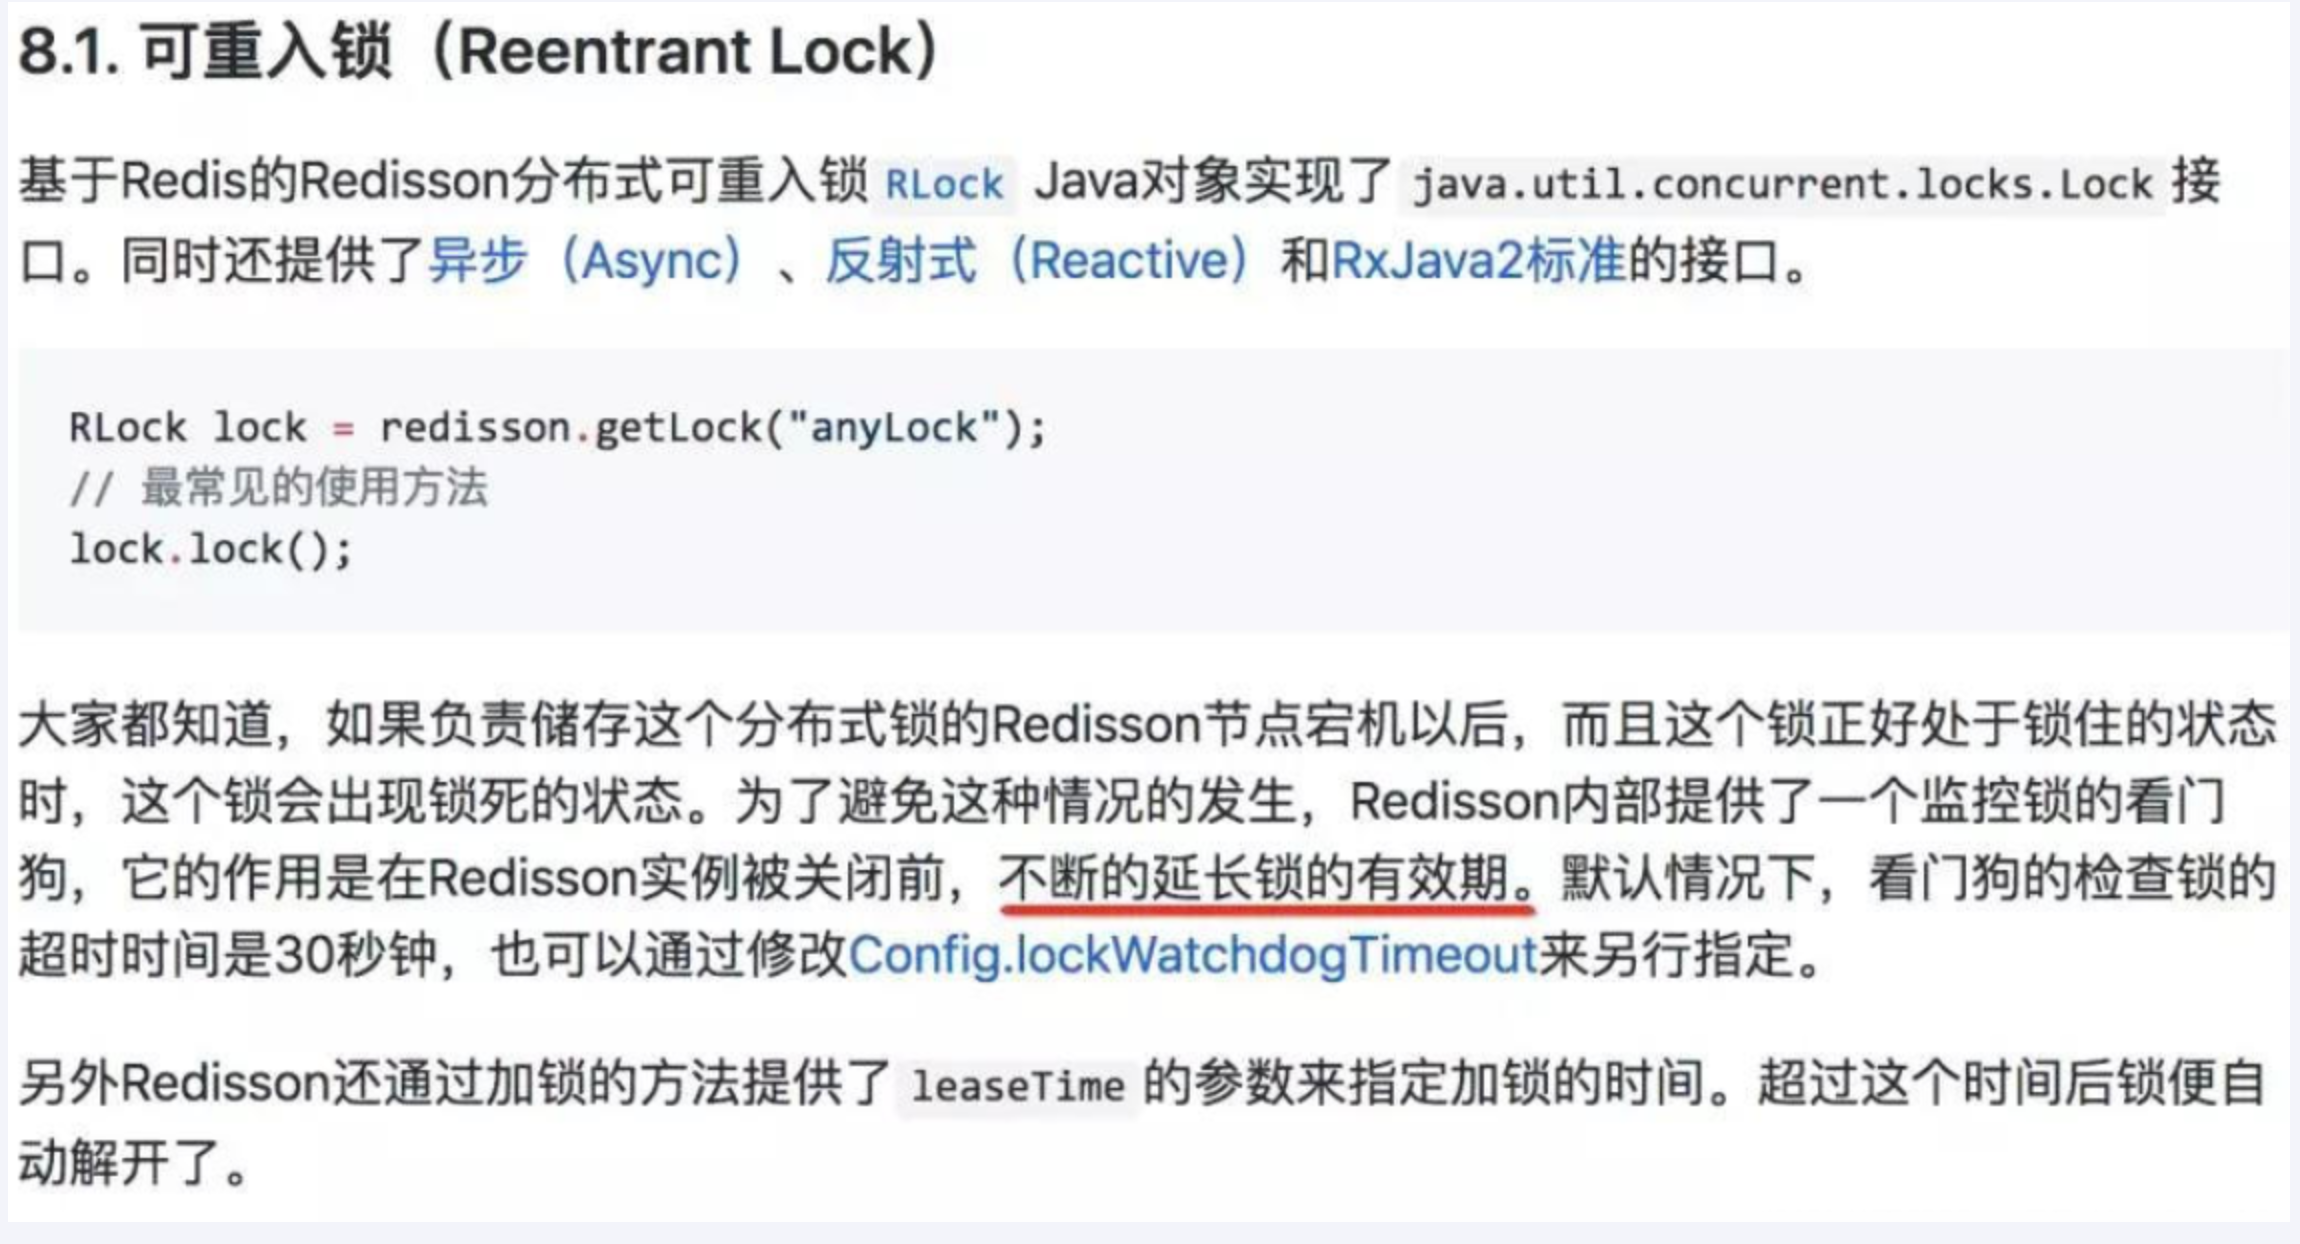 8.1. 可重入锁（Reentrant Lock）
基于Redis的Redisson分布式可重入锁 RLock Java对象实现了 java.util.concurrent.locks.Lock 接
口。同时还提供了异步（Async）、反射式（Reactive）和RxJava2标准的接口。
RLock lock = redisson.getLock("anyLock");
// 最常见的使用方法
lock.lock();
大家都知道，如果负责储存这个分布式锁的Redisson节点宕机以后，而且这个锁正好处于锁住的状态
时，这个锁会出现锁死的状态。为了避免这种情况的发生，Redisson内部提供了一个监控锁的看门
狗，它的作用是在Redisson实例被关闭前，不断的延长锁的有效期。默认情况下，看门狗的检查锁的
超时时间是30秒钟，也可以通过修改Config.lockWatchdogTimeout来另行指定。
另外Redisson还通过加锁的方法提供了 leaseTime 的参数来指定加锁的时间。超过这个时间后锁便自
动解开了。